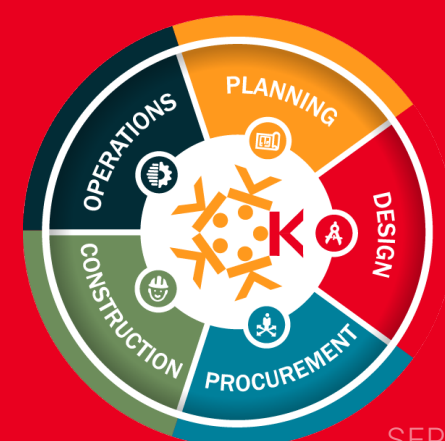 PLANNING
DESIGN
PROCUREMENT
CONSTRUCTION
OPERATIONS
K